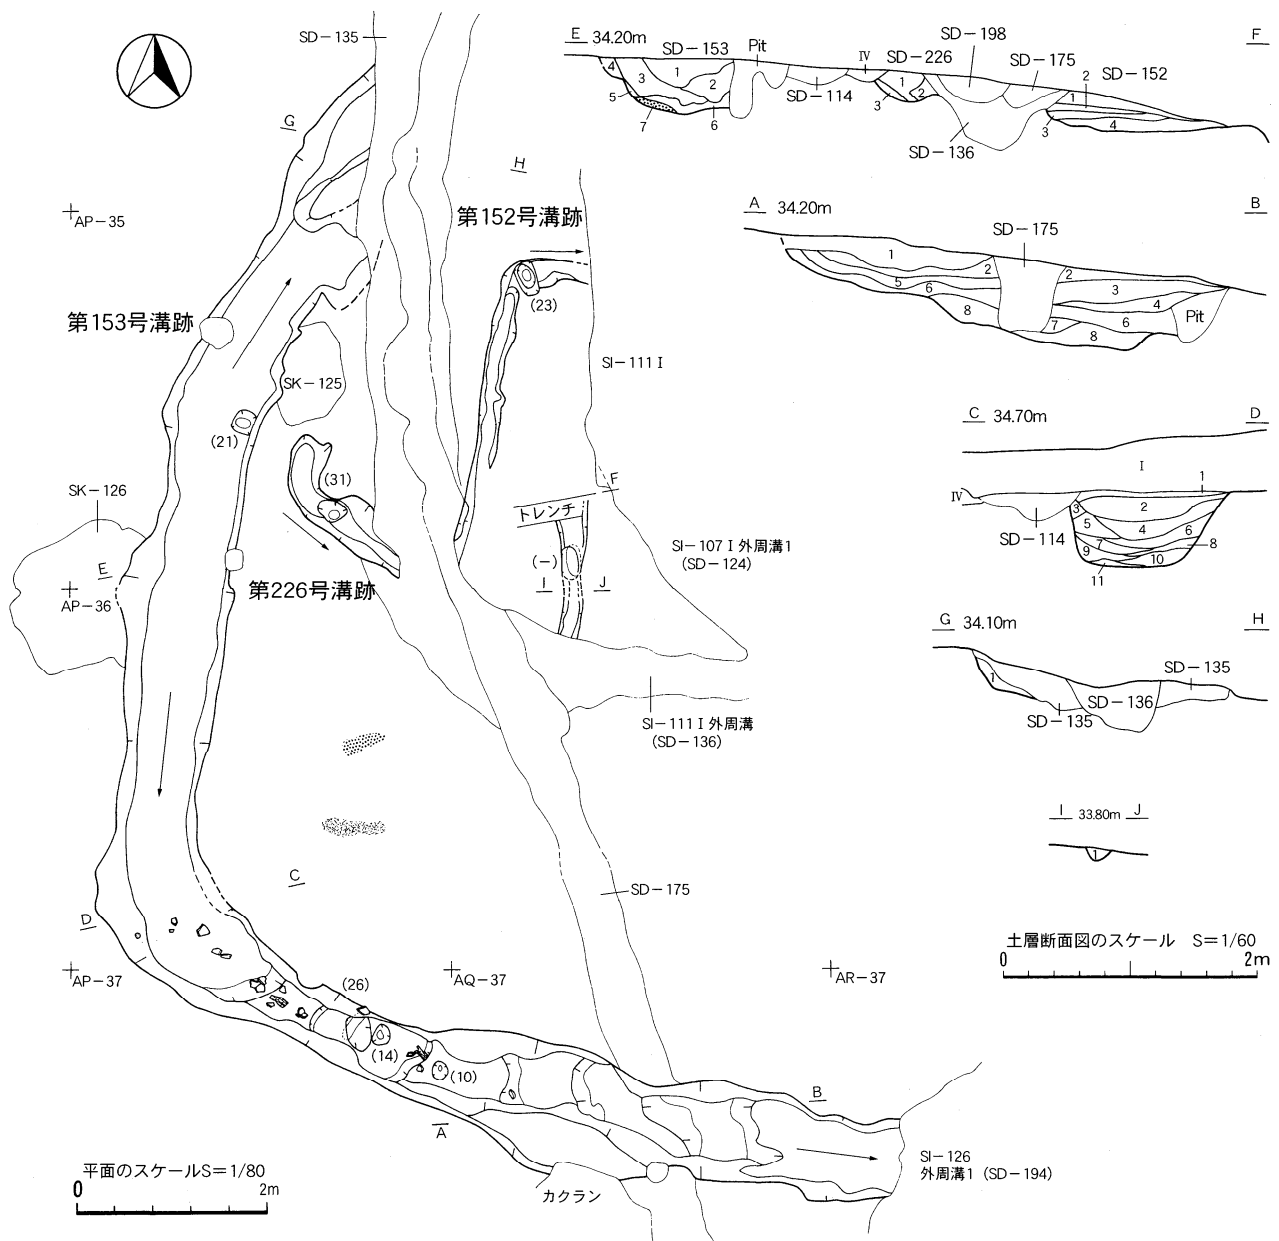 SD-135
G
AP-35
H
第152号溝跡
(23)
第153号溝跡
SK-125
(21)
(31)
SI-111Ⅰ
F
トレンチ
SK-126
E
AP-36
第226号溝跡
(-)
I
J
SI-107Ⅰ外周溝1
(SD-124)
SI-111Ⅰ外周溝
(SD-136)
C
SD-175
D
AP-37
(26)
AQ-37
AR-37
(14)
(10)
A
B
SI-126
外周溝1 (SD-194)
カクラン
平面のスケールS=1/80
0
2m
E 34.20m
F
SD-153
Pit
Ⅳ
SD-226
SD-198
SD-175
2
SD-152
4
3
1
2
5
7
6
SD-114
3
1
2
SD-136
1
3
4
A 34.20m
B
SD-175
1
2
2
5
6
3
4
8
7
6
8
Pit
C 34.70m
D
Ⅰ
1
Ⅳ
SD-114
3
2
5
4
6
7
8
9
10
11
G 34.10m
H
SD-135
1
SD-136
SD-135
I 33.80m J
1
土層断面図のスケール S=1/60
0
2m